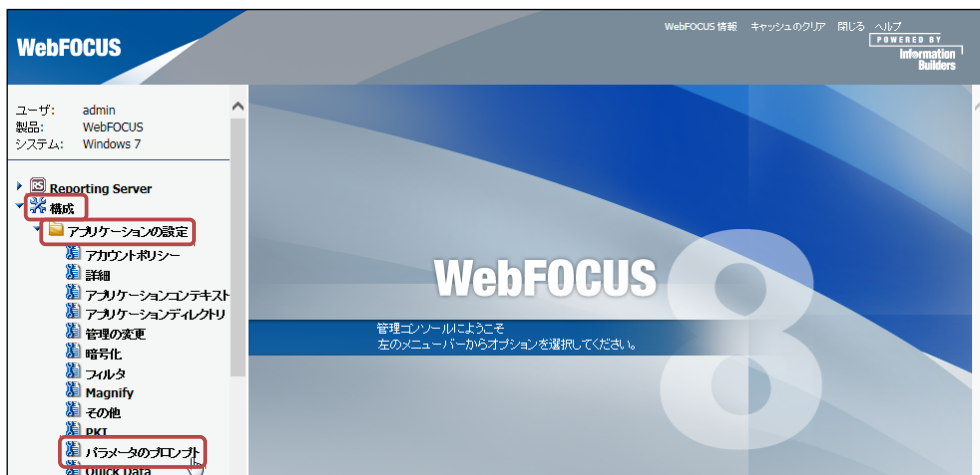 WebFOCUS
WebFOCUS 情報 キャッシュのクリア 閉じる ヘルプ
POWERED BY
Information
Builders
ユーザ: admin
製品: WebFOCUS
システム: Windows 7
RS Reporting Server
構成
アプリケーションの設定
アカウントポリシー
詳細
アプリケーションコンテキスト
アプリケーションディレクトリ
管理の変更
暗号化
フィルタ
Magnify
その他
PKI
パラメータのプロンプト
Quick Data
WebFOCUS
8
管理コンソールにようこそ
左のメニューバーからオプションを選択してください。